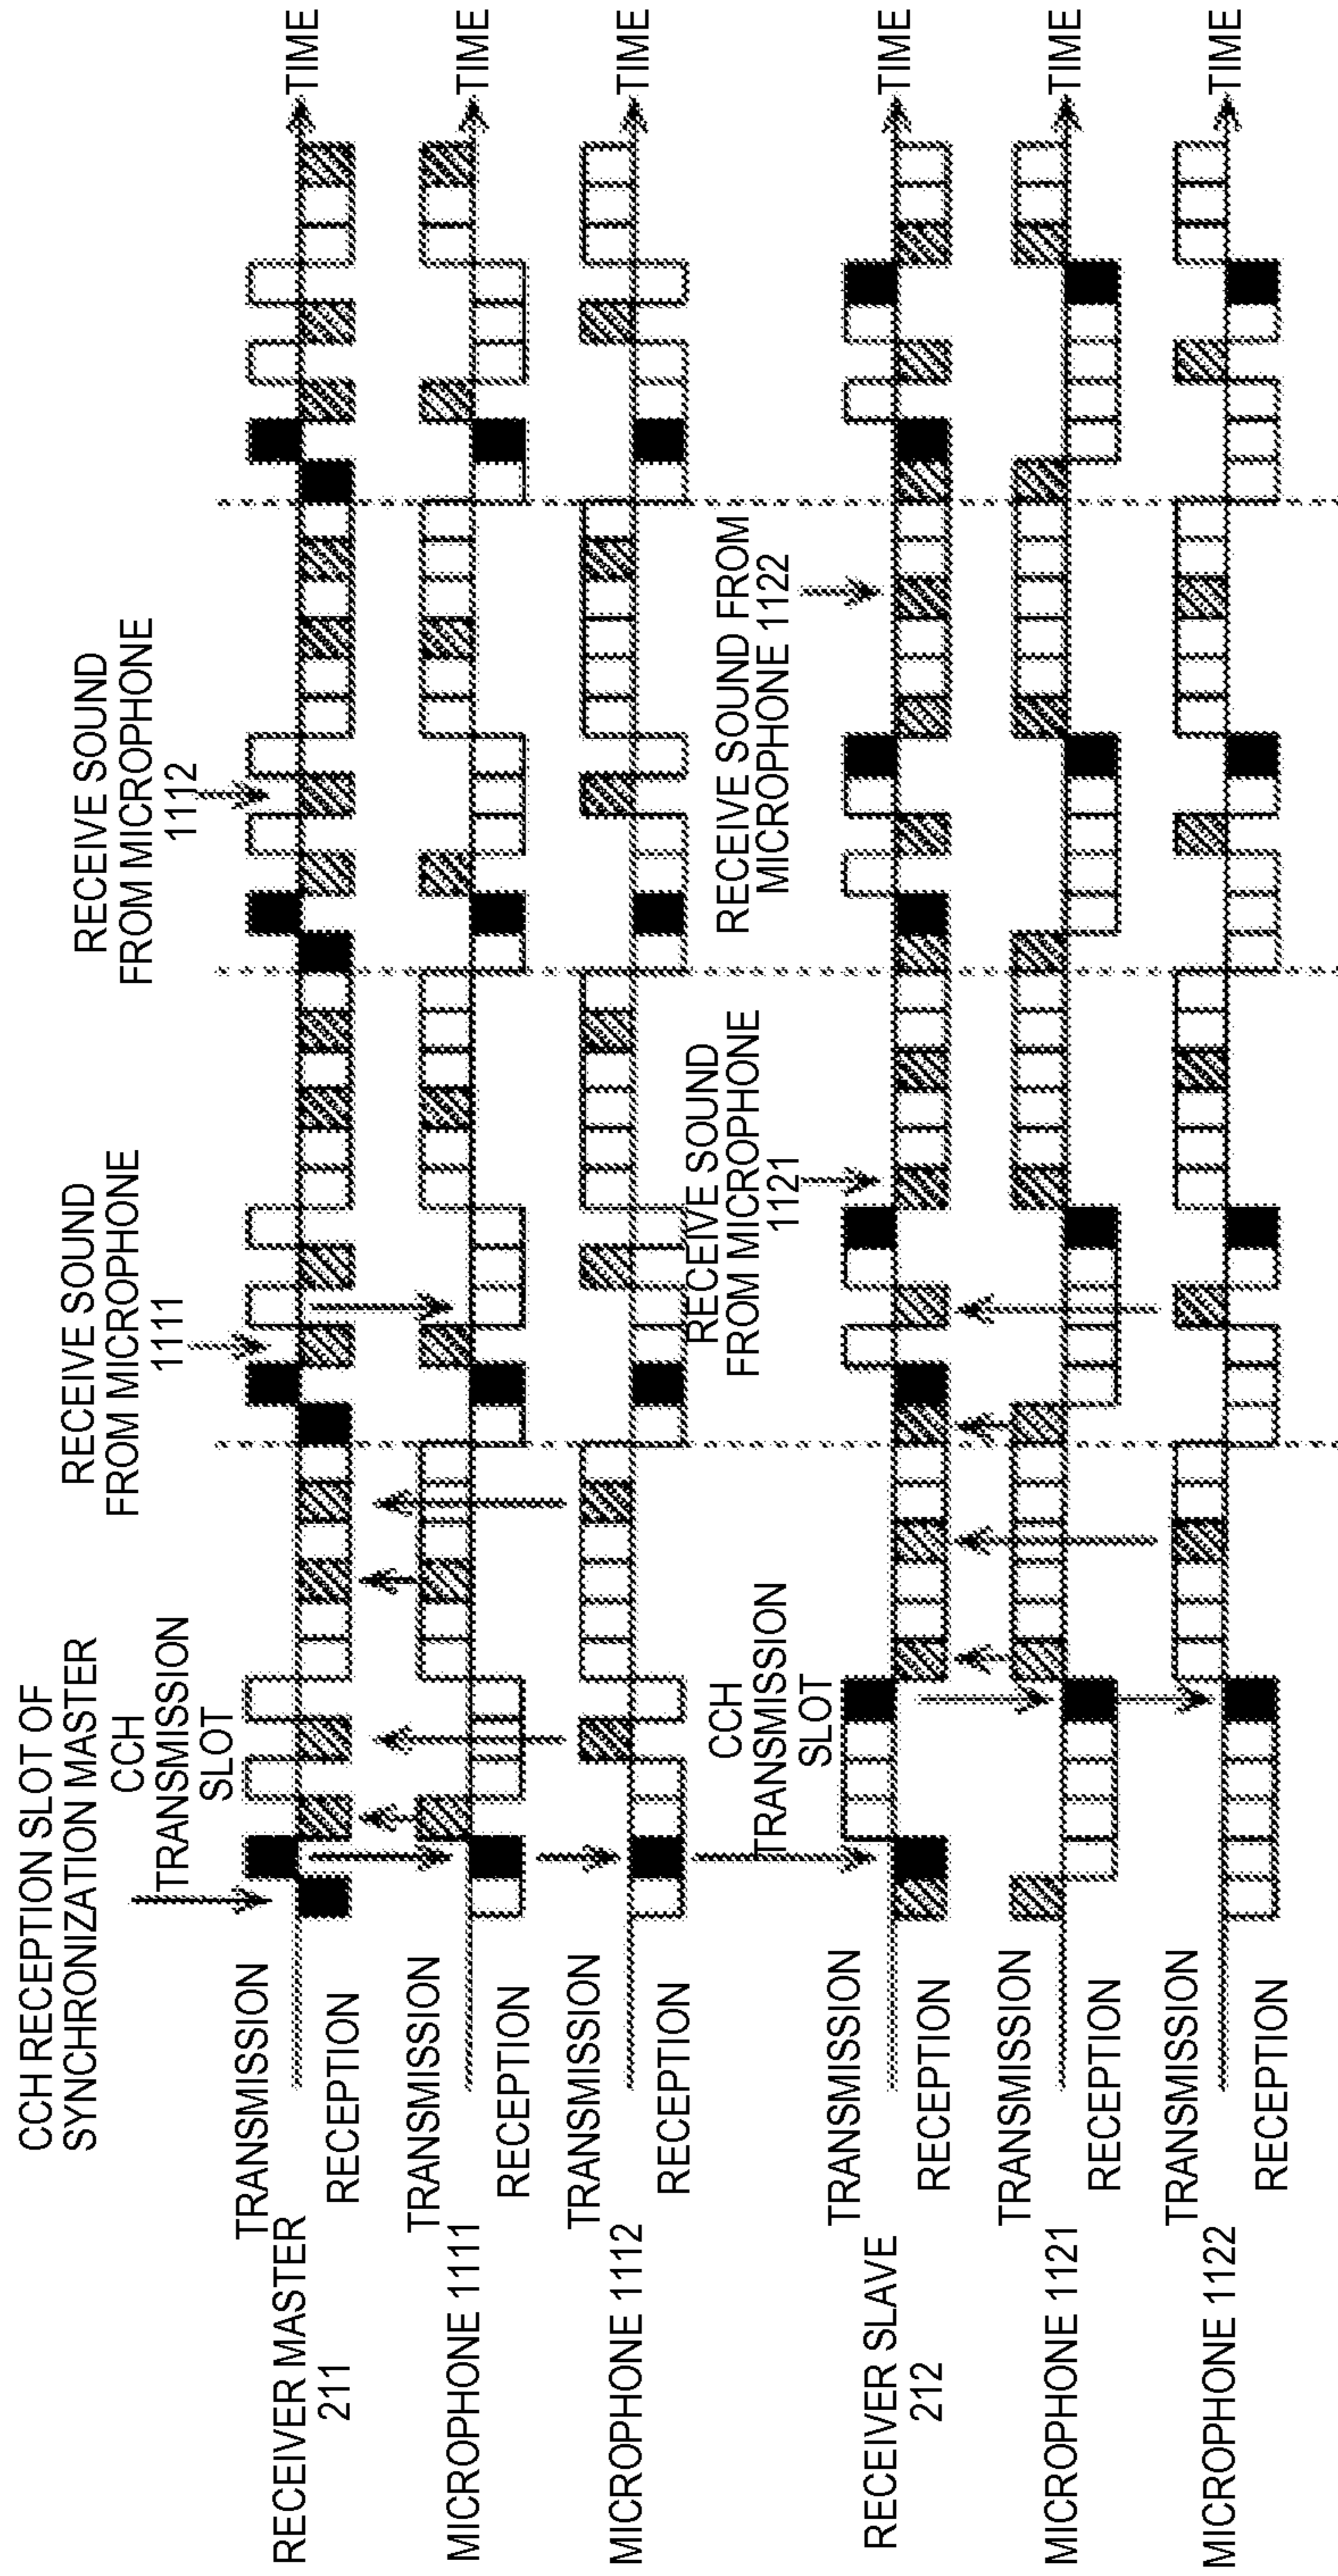 CCH RECEPTION SLOT OF
SYNCHRONIZATION MASTER
CCH
TRANSMISSION
SLOT
RECEIVE SOUND
FROM MICROPHONE
1111
RECEIVE SOUND
FROM MICROPHONE
1112
RECEIVER MASTER
211
TRANSMISSION
RECEPTION
TIME
MICROPHONE 1111
TRANSMISSION
RECEPTION
TIME
MICROPHONE 1112
TRANSMISSION
RECEPTION
TIME
CCH
TRANSMISSION
SLOT
RECEIVE SOUND
FROM MICROPHONE
1121
RECEIVE SOUND FROM
MICROPHONE 1122
RECEIVER SLAVE
212
TRANSMISSION
RECEPTION
TIME
MICROPHONE 1121
TRANSMISSION
RECEPTION
TIME
MICROPHONE 1122
TRANSMISSION
RECEPTION
TIME